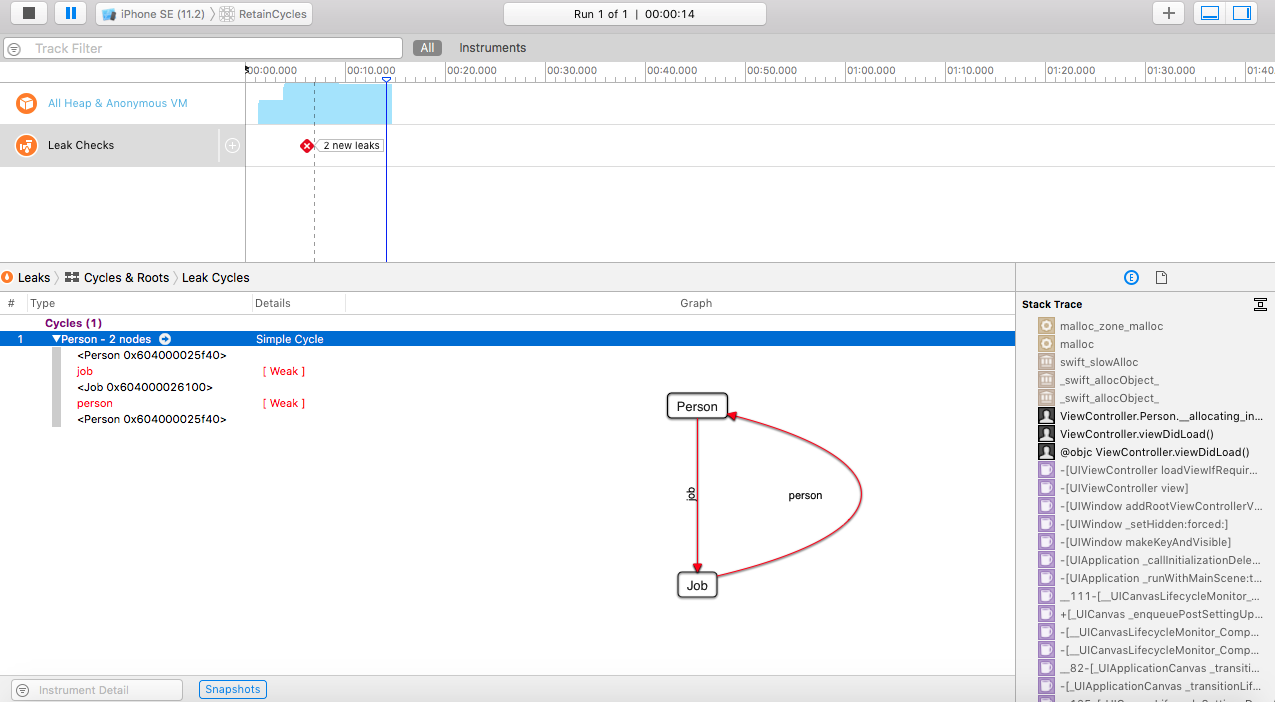 iPhone SE (11.2) RetainCycles
Run 1 of 1 | 00:00:14
Track Filter
All Instruments
00:00.000 00:10.000 00:20.000 00:30.000 00:40.000 00:50.000 01:00.000 01:10.000 01:20.000 01:30.000 01:40
All Heap & Anonymous VM
Leak Checks
2 new leaks
Leaks Cycles & Roots Leak Cycles
# Type Details Graph
Cycles (1)
1 Person - 2 nodes Simple Cycle
<Person 0x604000025f40>
job [ Weak ]
<Job 0x604000026100>
person [ Weak ]
<Person 0x604000025f40>
Person
job
person
Job
E
Stack Trace
malloc_zone_malloc
malloc
swift_slowAlloc
_swift_allocObject_
_swift_allocObject_
ViewController.Person.__allocating_in...
ViewController.viewDidLoad()
@objc ViewController.viewDidLoad()
-[UIViewController loadViewIfRequir...
-[UIViewController view]
-[UIWindow addRootViewControllerV...
-[UIWindow _setHidden:forced:]
-[UIWindow makeKeyAndVisible]
-[UIApplication _callInitializationDele...
-[UIApplication _runWithMainScene:t...
__111-[__UICanvasLifecycleMonitor_...
+[_UICanvas _enqueuePostSettingUp...
-[__UICanvasLifecycleMonitor_Comp...
-[__UICanvasLifecycleMonitor_Comp...
__82-[_UIApplicationCanvas _transiti...
-[_UIApplicationCanvas _transitionLif...
Instrument Detail
Snapshots